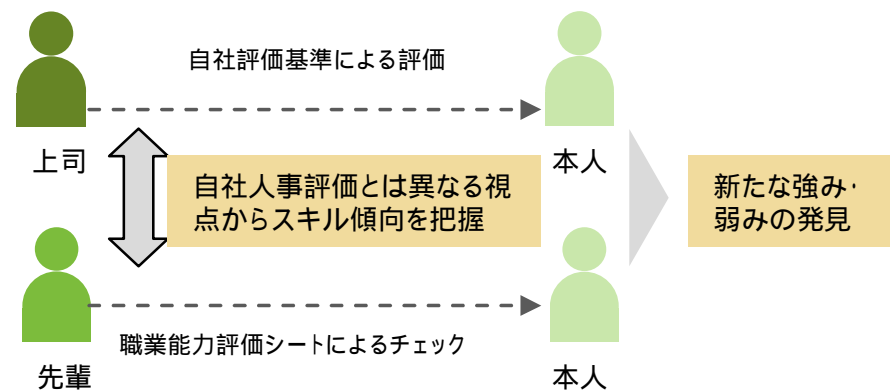 自社評価基準による評価
上司
本人
自社人事評価とは異なる視
点からスキル傾向を把握
新たな強み・
弱みの発見
職業能力評価シートによるチェック
先輩
本人